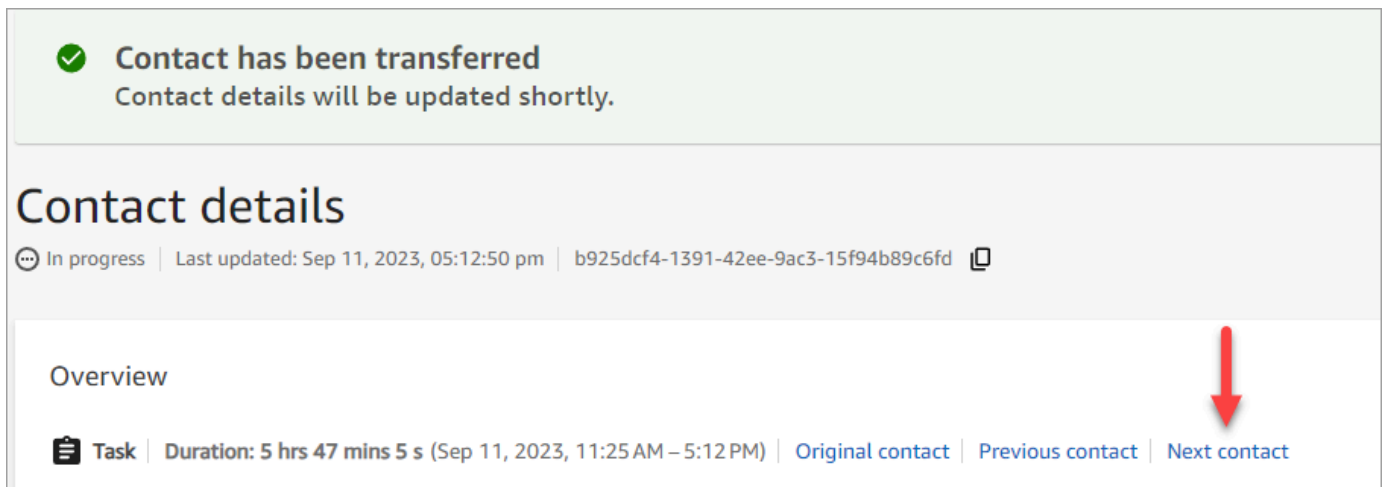 Contact has been transferred
Contact details will be updated shortly.
Contact details
In progress Last updated: Sep 11, 2023, 05:12:50 pm b925dcf4-1391-42ee-9ac3-15f94b89c6fd
Overview
Task Duration: 5 hrs 47 mins 5 s (Sep 11, 2023, 11:25 AM – 5:12 PM) Original contact Previous contact Next contact